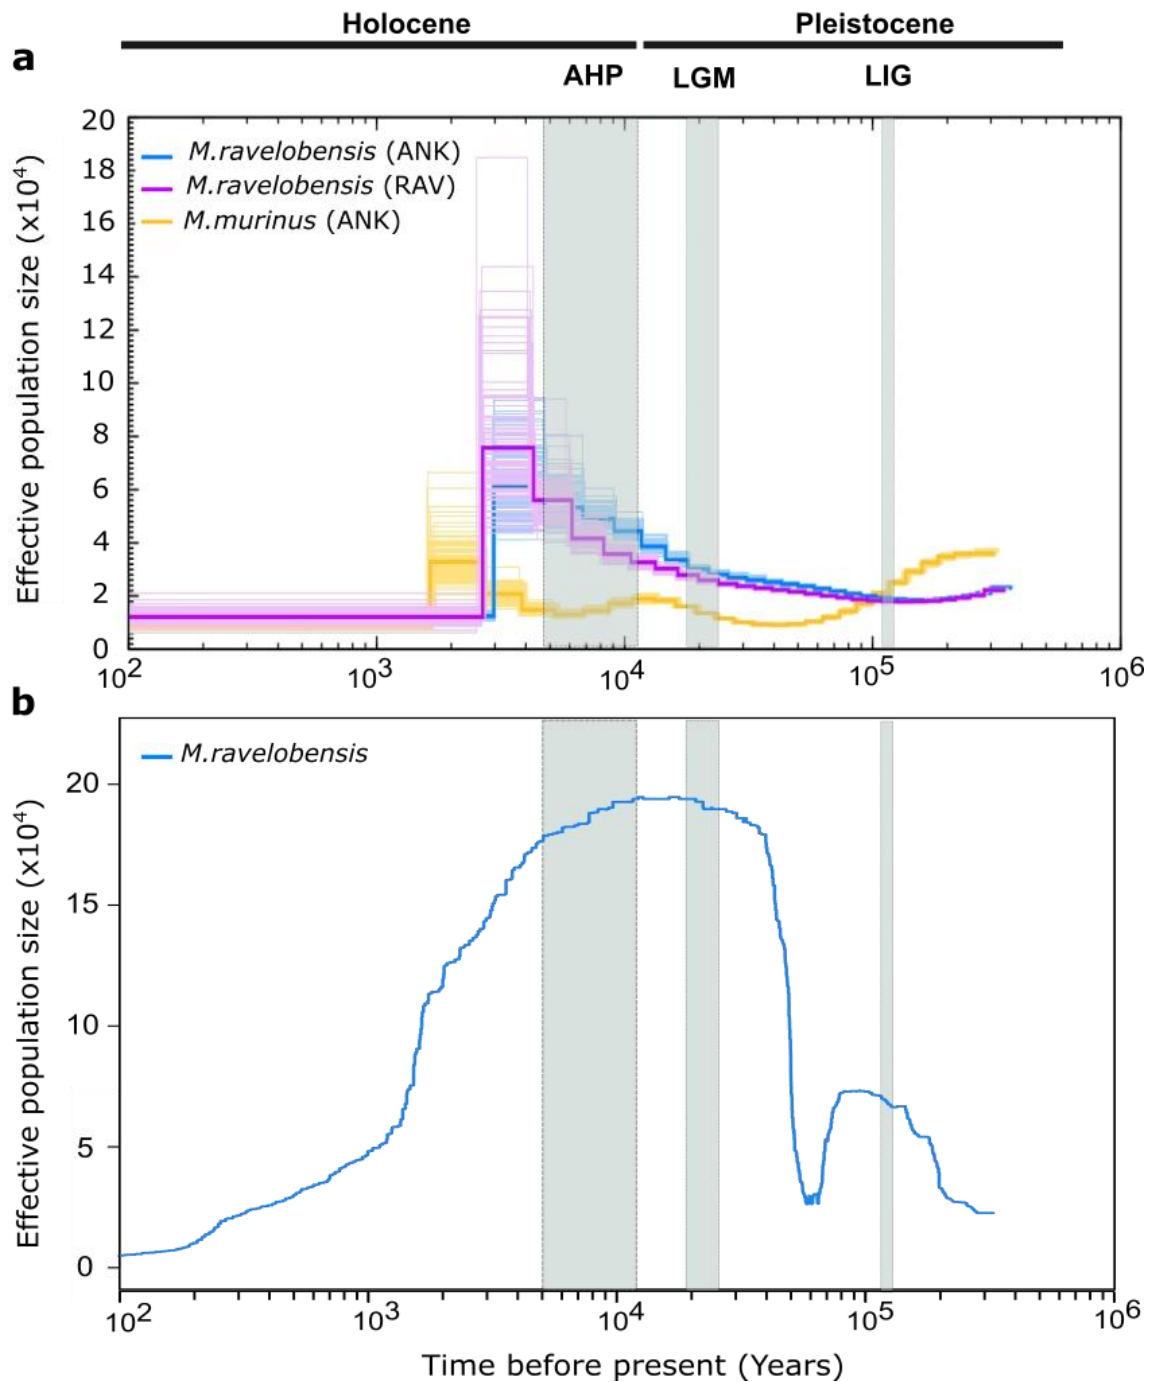 Holocene Pleistocene
a
AHP LGM LIG
Effective population size (x10⁴)
20
18
16
14
12
10
8
6
4
2
0
M.ravelobensis (ANK)
M.ravelobensis (RAV)
M.murinus (ANK)
10² 10³ 10⁴ 10⁵ 10⁶
b
Effective population size (x10⁴)
20
15
10
5
0
M.ravelobensis
10² 10³ 10⁴ 10⁵ 10⁶
Time before present (Years)